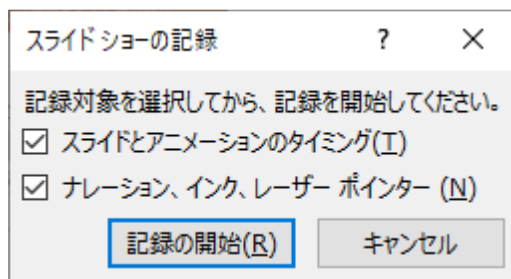 スライド ショーの記録 ? ×
記録対象を選択してから、記録を開始してください。
スライドとアニメーションのタイミング(T)
ナレーション、インク、レーザー ポインター (N)
記録の開始(R) キャンセル